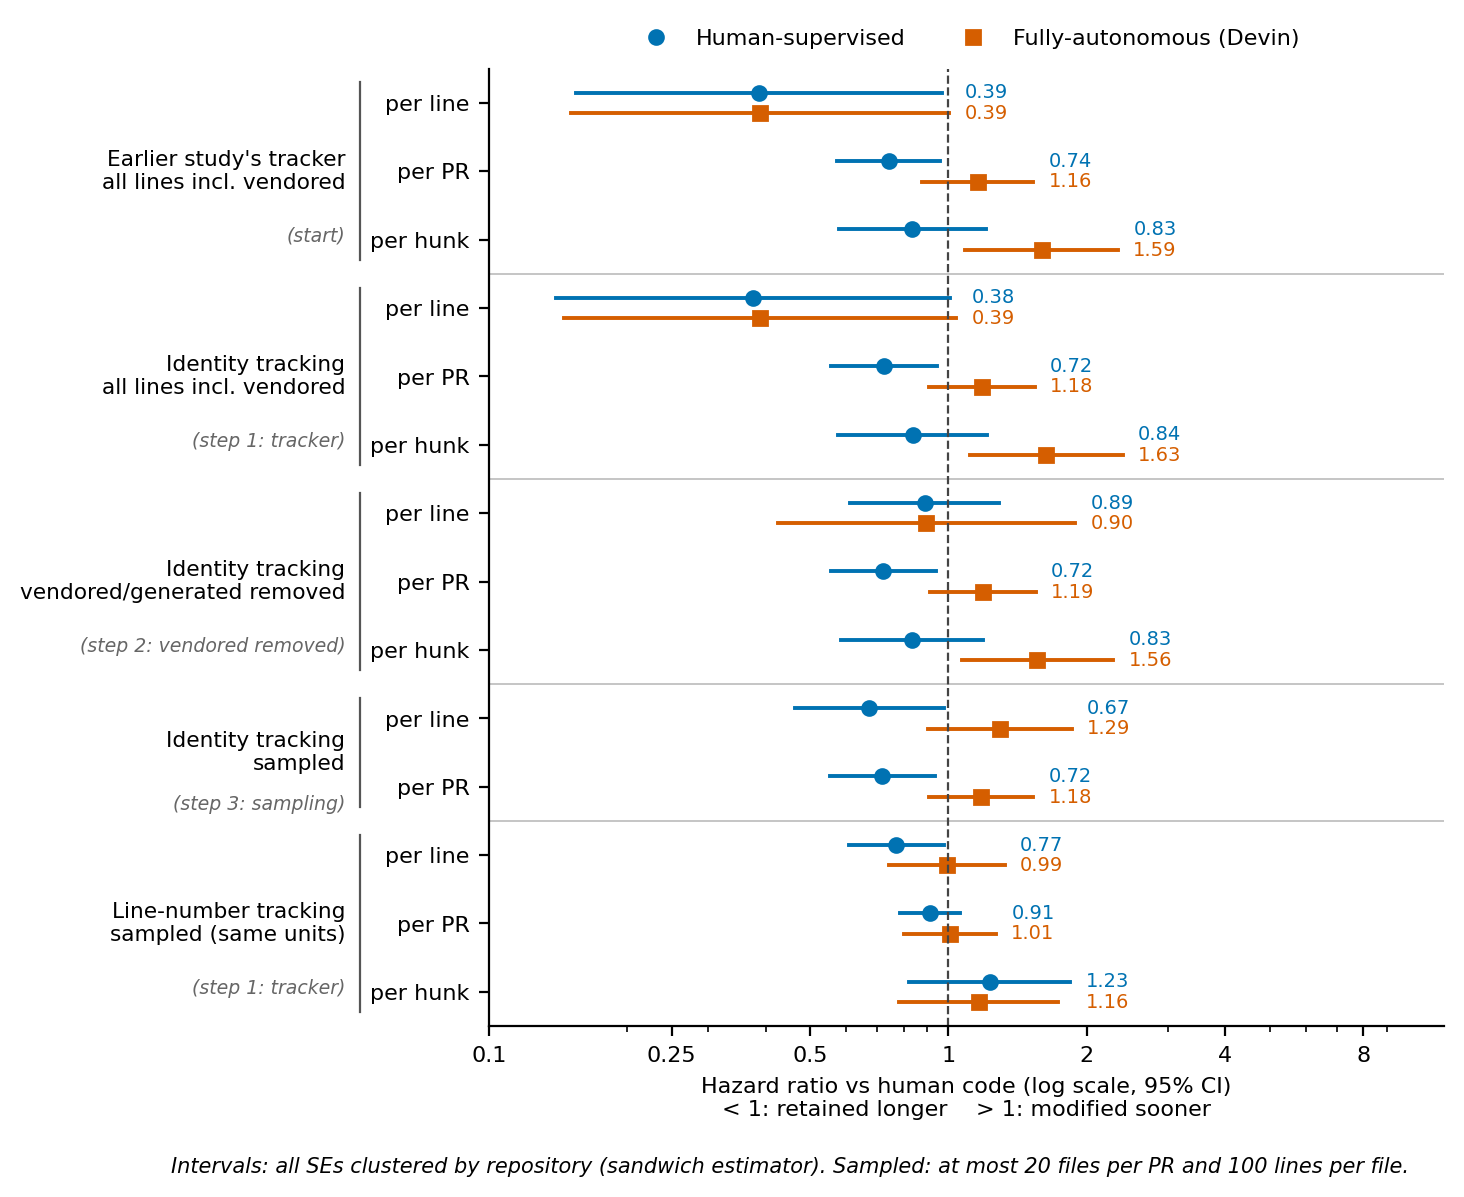 Human-supervised
Fully-autonomous (Devin)
Earlier study's tracker
all lines incl. vendored
(start)
per line
0.39
0.39
per PR
0.74
1.16
per hunk
0.83
1.59
Identity tracking
all lines incl. vendored
(step 1: tracker)
per line
0.38
0.39
per PR
0.72
1.18
per hunk
0.84
1.63
Identity tracking
vendored/generated removed
(step 2: vendored removed)
per line
0.89
0.90
per PR
0.72
1.19
per hunk
0.83
1.56
Identity tracking
sampled
(step 3: sampling)
per line
0.67
1.29
per PR
0.72
1.18
Line-number tracking
sampled (same units)
(step 1: tracker)
per line
0.77
0.99
per PR
0.91
1.01
per hunk
1.23
1.16
0.1 0.25 0.5 1 2 4 8
Hazard ratio vs human code (log scale, 95% CI)
< 1: retained longer > 1: modified sooner
Intervals: all SEs clustered by repository (sandwich estimator). Sampled: at most 20 files per PR and 100 lines per file.